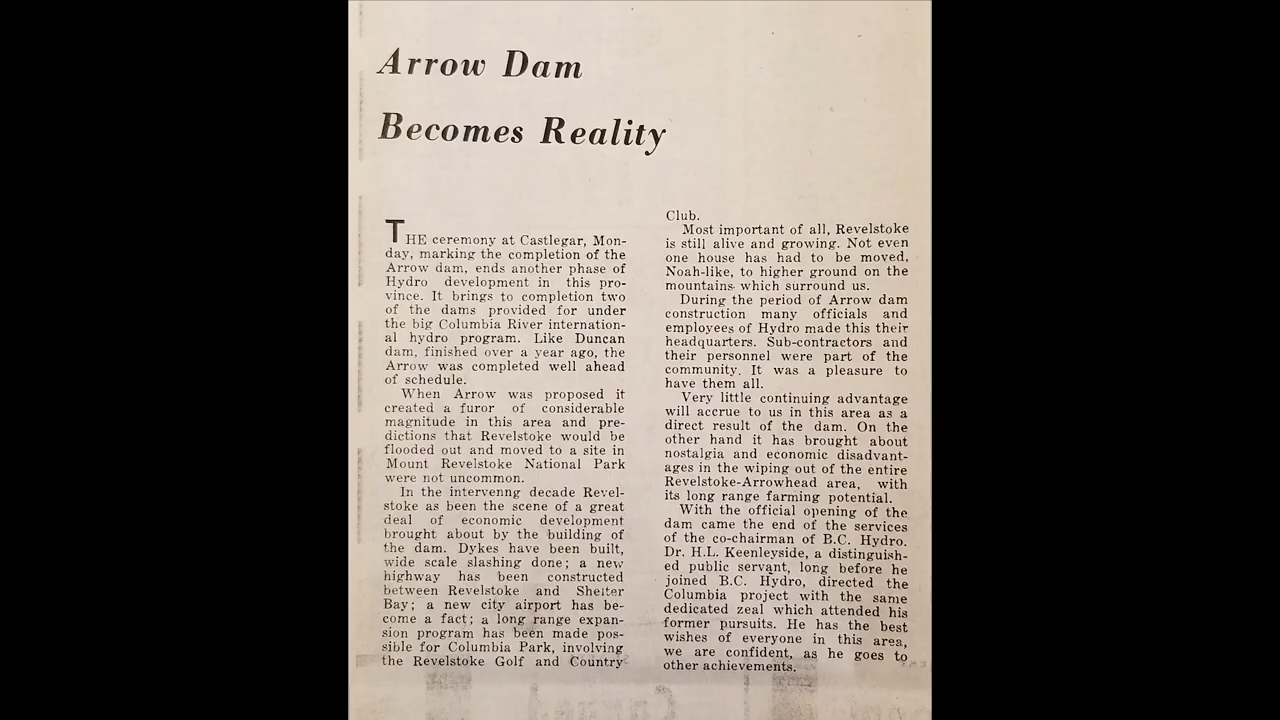 Arrow Dam
Becomes Reality
THE ceremony at Castlegar, Mon-
day, marking the completion of the
Arrow dam, ends another phase of
Hydro development in this pro-
vince. It brings to completion two
of the dams provided for under
the big Columbia River internation-
al hydro program. Like Duncan
dam, finished over a year ago, the
Arrow was completed well ahead
of schedule.
When Arrow was proposed it
created a furor of considerable
magnitude in this area and pre-
dictions that Revelstoke would be
flooded out and moved to a site in
Mount Revelstoke National Park
were not uncommon.
In the intervenng decade Revel-
stoke as been the scene of a great
deal of economic development
brought about by the building of
the dam. Dykes have been built,
wide scale slashing done; a new
highway has been constructed
between Revelstoke and Shelter
Bay; a new city airport has be-
come a fact; a long range expan-
sion program has been made pos-
sible for Columbia Park, involving
the Revelstoke Golf and Country
Club.
Most important of all, Revelstoke
is still alive and growing. Not even
one house has had to be moved,
Noah-like, to higher ground on the
mountains which surround us.
During the period of Arrow dam
construction many officials and
employees of Hydro made this their
headquarters. Sub-contractors and
their personnel were part of the
community. It was a pleasure to
have them all.
Very little continuing advantage
will accrue to us in this area as a
direct result of the dam. On the
other hand it has brought about
nostalgia and economic disadvant-
ages in the wiping out of the entire
Revelstoke-Arrowhead area, with
its long range farming potential.
With the official opening of the
dam came the end of the services
of the co-chairman of B.C. Hydro.
Dr. H.L. Keenleyside, a distinguish-
ed public servant, long before he
joined B.C. Hydro, directed the
Columbia project with the same
dedicated zeal which attended his
former pursuits. He has the best
wishes of everyone in this area,
we are confident, as he goes to
other achievements.